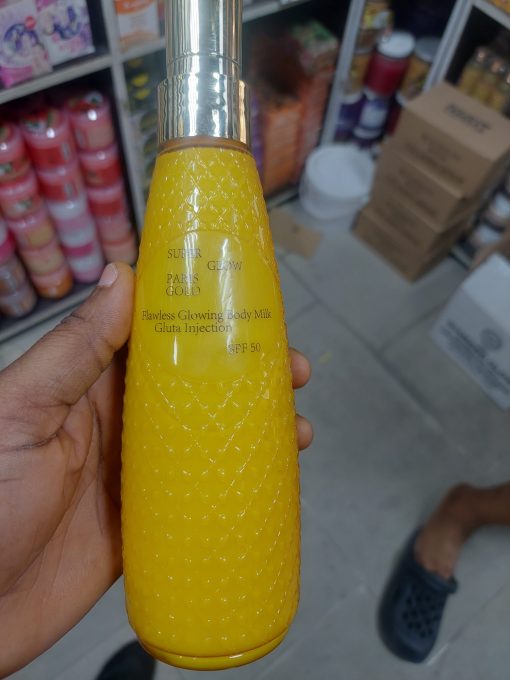 SUPER
GLOW
PARIS
GOLD
Flawless Glowing Body Milk
Gluta Injection
SPF 50